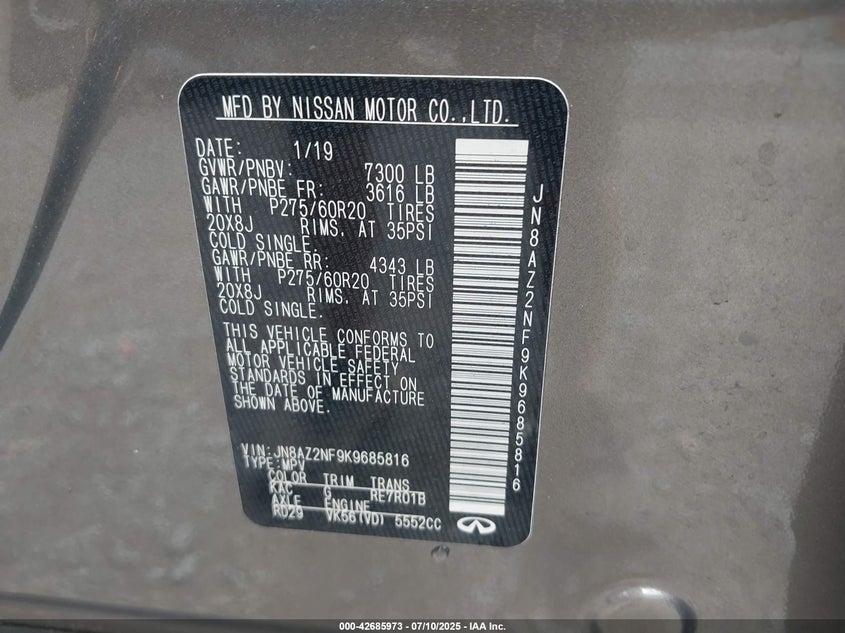 MFD BY NISSAN MOTOR CO.,LTD.
DATE: 1/19
GVWR/PNBV: 7300 LB
GAWR/PNBE FR: 3616 LB
WITH P275/60R20 TIRES
20X8J RIMS. AT 35PSI
COLD SINGLE.
GAWR/PNBE RR: 4343 LB
WITH P275/60R20 TIRES
20X8J RIMS. AT 35PSI
COLD SINGLE.
THIS VEHICLE CONFORMS TO
ALL APPLICABLE FEDERAL
MOTOR VEHICLE SAFETY
STANDARDS IN EFFECT ON
THE DATE OF MANUFACTURE
SHOWN ABOVE.
VIN: JN8AZ2NF9K9685816
TYPE: MPV
COLOR TRIM TRANS
KAC G RE7R01B
AXLE ENGINE
RD29 VK56(VD) 5552CC
JN8AZ2NF9K9685816
000-42685973 - 07/10/2025 - IAA Inc.